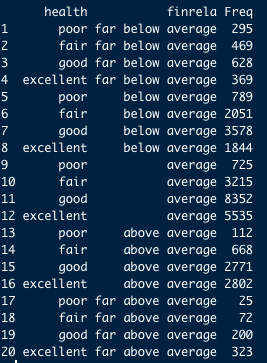 health finrela Freq
1 poor far below average 295
2 fair far below average 469
3 good far below average 628
4 excellent far below average 369
5 poor below average 789
6 fair below average 2051
7 good below average 3578
8 excellent below average 1844
9 poor average 725
10 fair average 3215
11 good average 8352
12 excellent average 5535
13 poor above average 112
14 fair above average 668
15 good above average 2771
16 excellent above average 2802
17 poor far above average 25
18 fair far above average 72
19 good far above average 200
20 excellent far above average 323